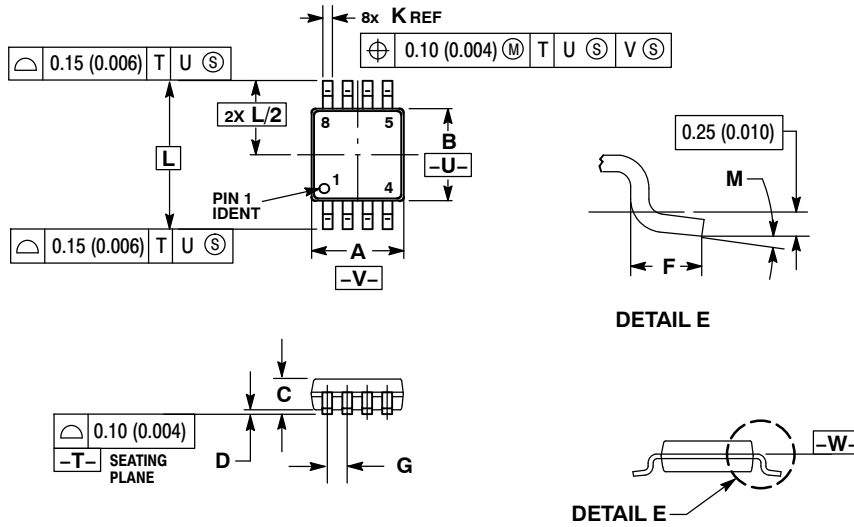 8x K REF
⌖ 0.10 (0.004) Ⓜ T U Ⓢ V Ⓢ
⌓ 0.15 (0.006) T U Ⓢ
2X L/2
8 5
B
-U-
L
PIN 1
IDENT
1 4
⌓ 0.15 (0.006) T U Ⓢ
A
-V-
0.25 (0.010)
M
F
DETAIL E
C
⌓ 0.10 (0.004)
-T- SEATING
PLANE
D
G
-W-
DETAIL E